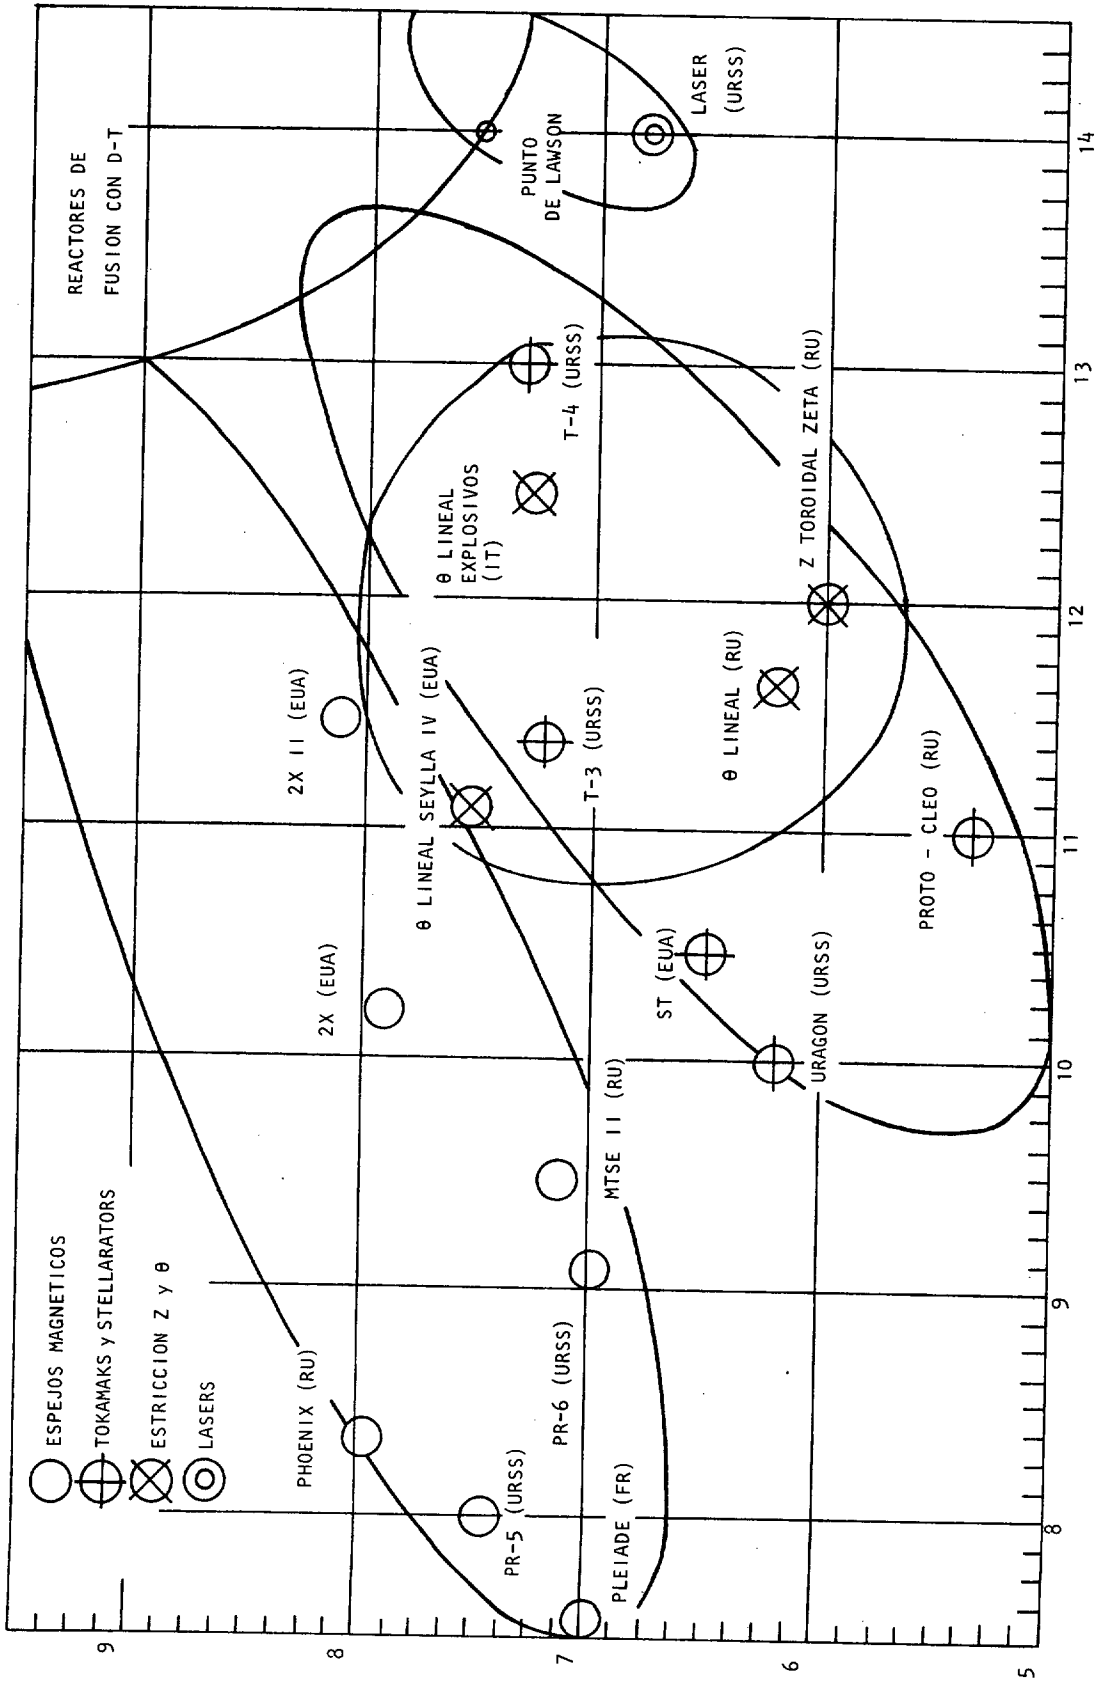 ESPEJOS MAGNETICOS
TOKAMAKS y STELLARATORS
ESTRICCION Z y θ
LASERS
REACTORES DE
FUSION CON D-T
PHOENIX (RU)
PR-5 (URSS)
PR-6 (URSS)
PLEIADE (FR)
MTSE II (RU)
2X (EUA)
2X II (EUA)
θ LINEAL SEYLLA IV (EUA)
θ LINEAL
EXPLOSIVOS
(IT)
T-4 (URSS)
PUNTO
DE LAWSON
LASER
(URSS)
T-3 (URSS)
ST (EUA)
URAGON (URSS)
θ LINEAL (RU)
Z TOROIDAL ZETA (RU)
PROTO - CLEO (RU)
9
8
7
6
5
8
9
10
11
12
13
14